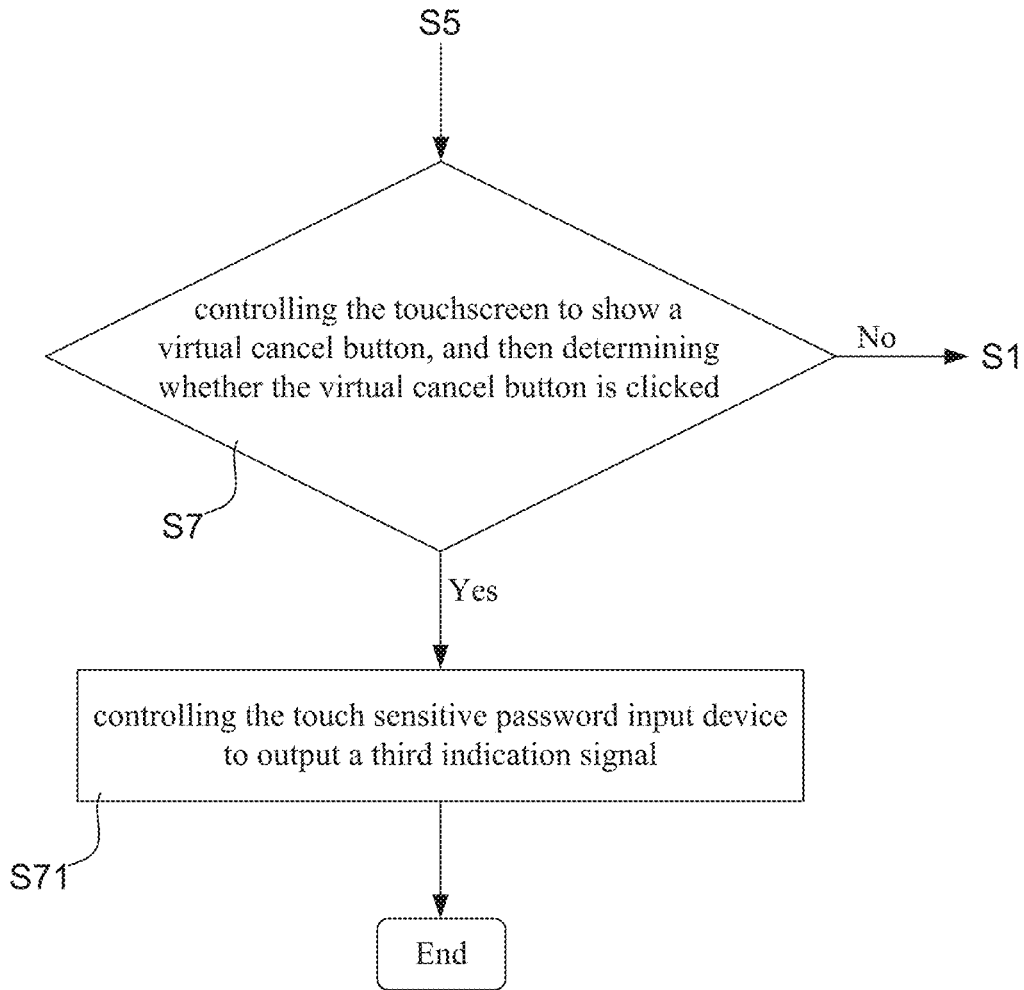 S5
controlling the touchscreen to show a
virtual cancel button, and then determining
whether the virtual cancel button is clicked
No
S1
S7
Yes
controlling the touch sensitive password input device
to output a third indication signal
S71
End